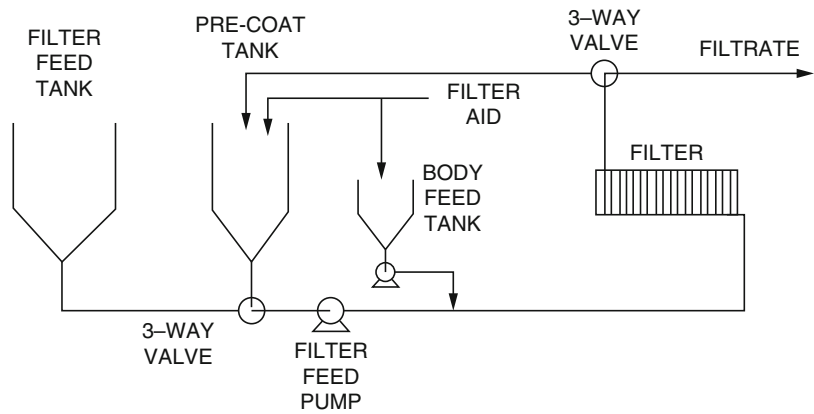 FILTER
FEED
TANK
PRE-COAT
TANK
3–WAY
VALVE
FILTRATE
FILTER
AID
FILTER
BODY
FEED
TANK
3–WAY
VALVE
FILTER
FEED
PUMP